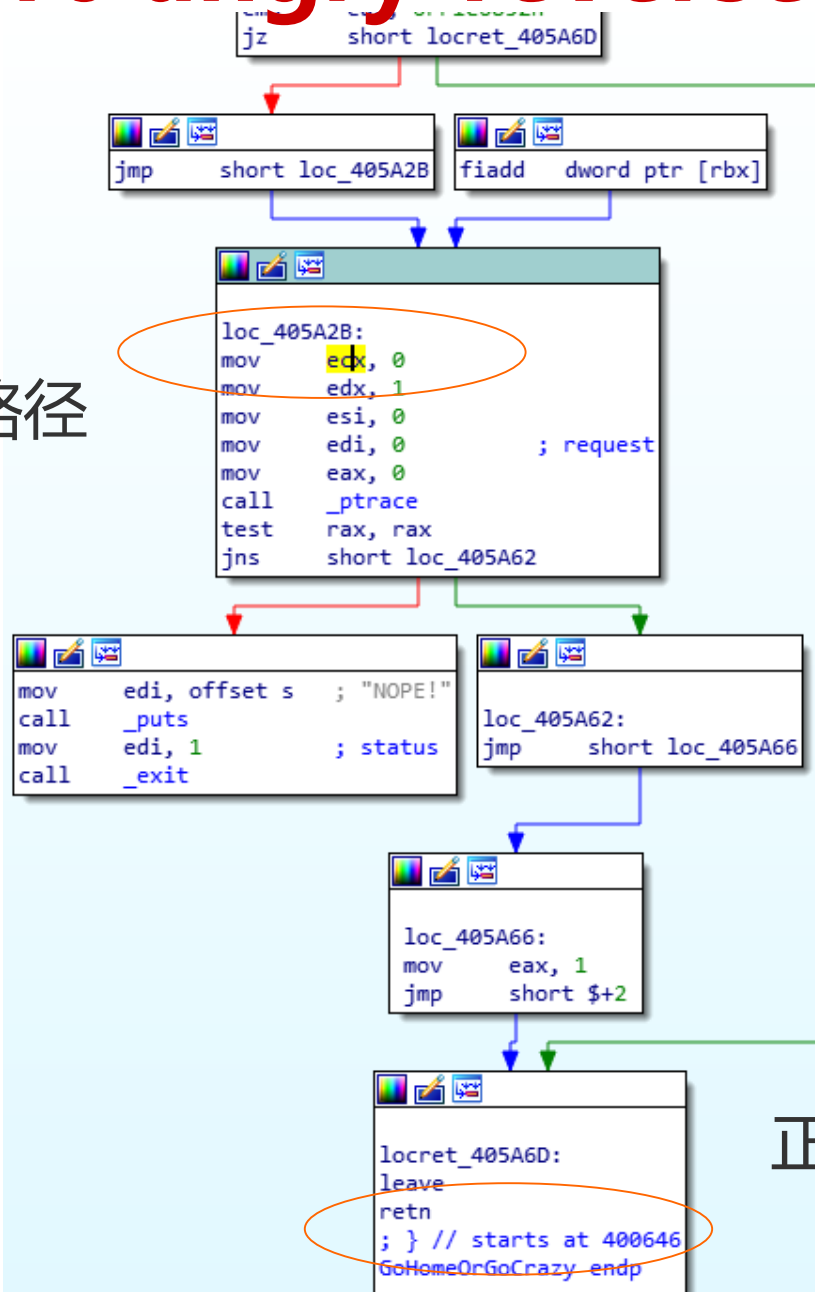 jz short locret_405A6D
jmp short loc_405A2B
fiadd dword ptr [rbx]
loc_405A2B:
mov ecx, 0
mov edx, 1
mov esi, 0
mov edi, 0 ; request
mov eax, 0
call _ptrace
test rax, rax
jns short loc_405A62
径
mov edi, offset s ; "NOPE!"
call _puts
mov edi, 1 ; status
call _exit
loc_405A62:
jmp short loc_405A66
loc_405A66:
mov eax, 1
jmp short $+2
locret_405A6D:
leave
retn
; } // starts at 400646
GoHomeOrGoCrazy endp
正